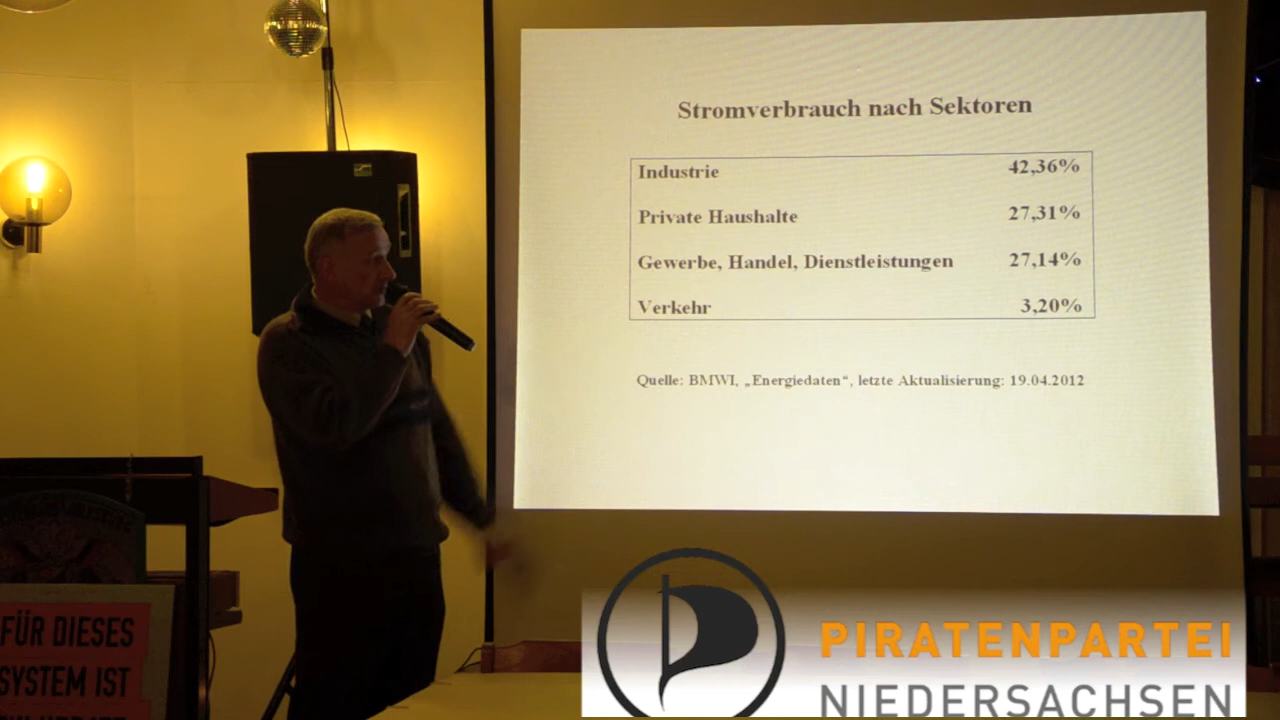 Stromverbrauch nach Sektoren
Industrie 42,36%
Private Haushalte 27,31%
Gewerbe, Handel, Dienstleistungen 27,14%
Verkehr 3,20%
Quelle: BMWI, „Energiedaten“, letzte Aktualisierung: 19.04.2012
FÜR DIESES
SYSTEM IST
PIRATENPARTEI
NIEDERSACHSEN